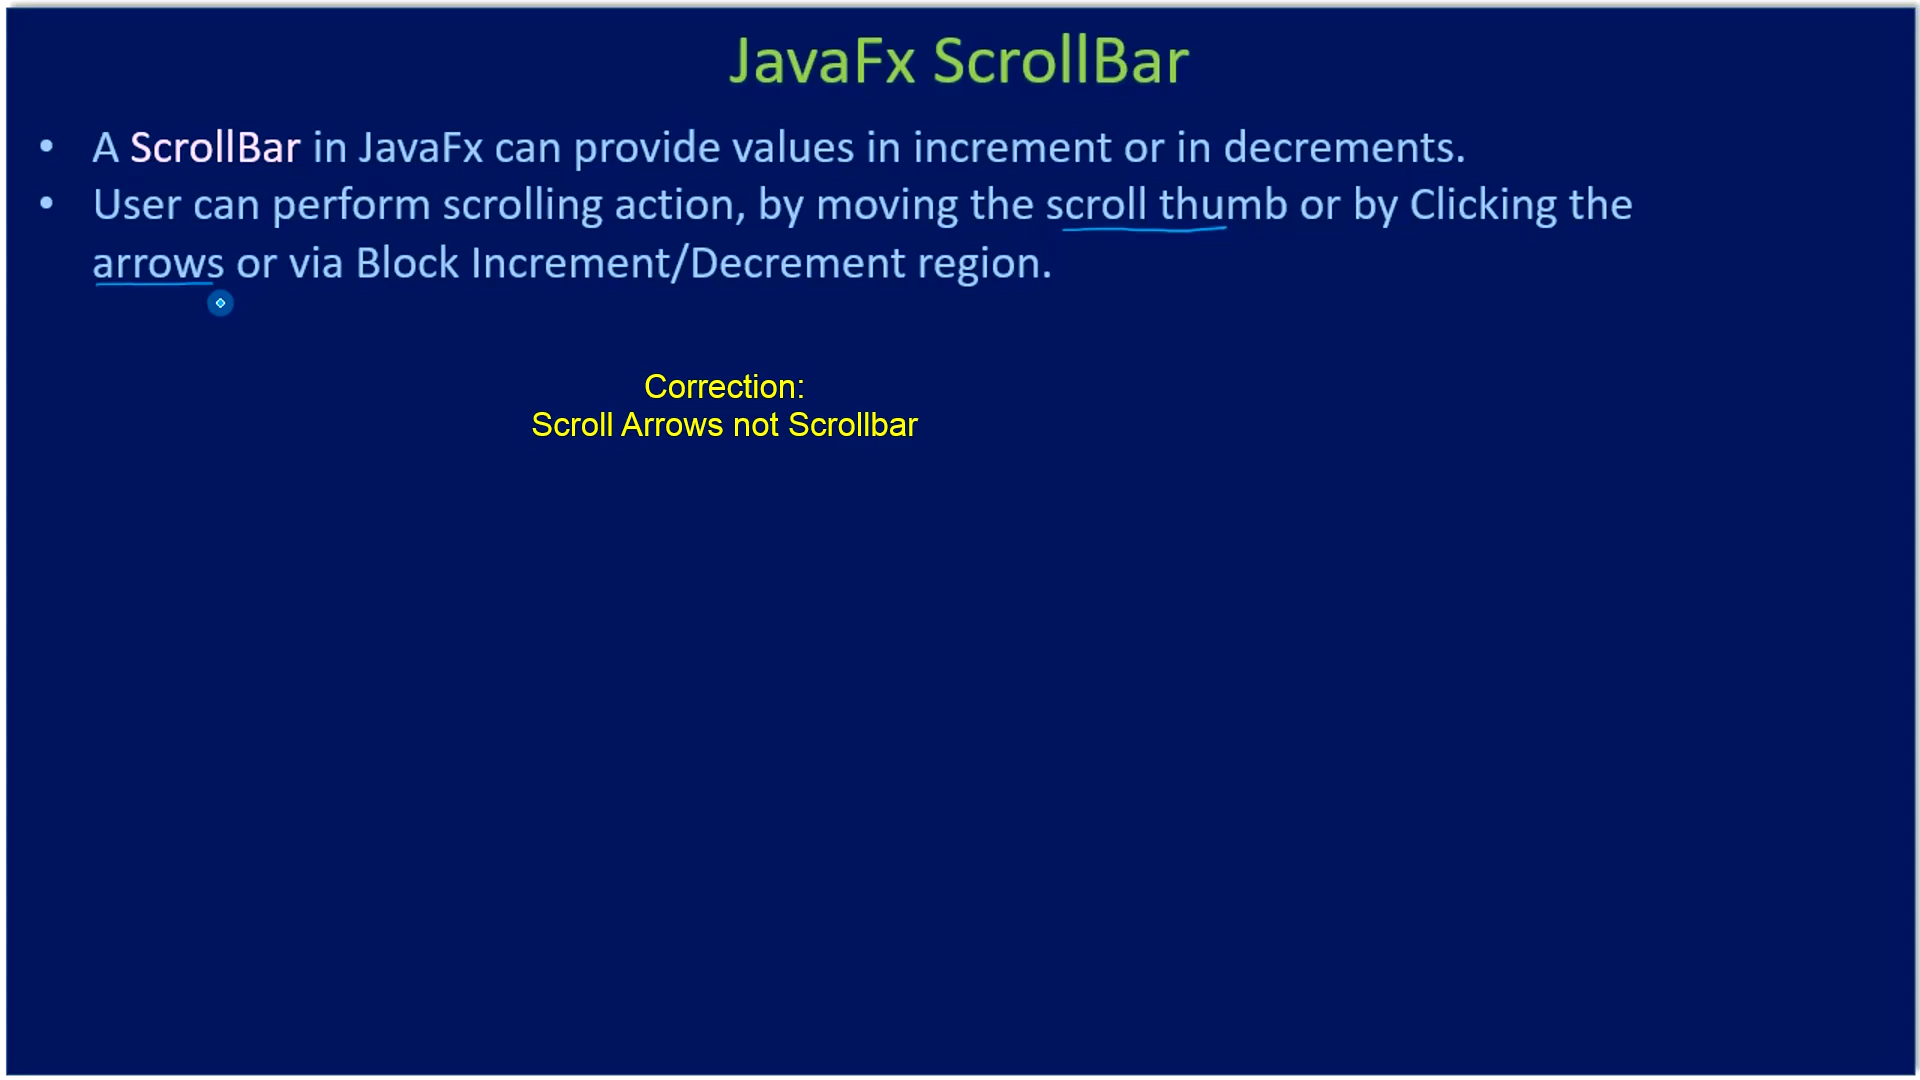 JavaFx ScrollBar
• A ScrollBar in JavaFx can provide values in increment or in decrements.
• User can perform scrolling action, by moving the scroll thumb or by Clicking the
arrows or via Block Increment/Decrement region.
Correction:
Scroll Arrows not Scrollbar